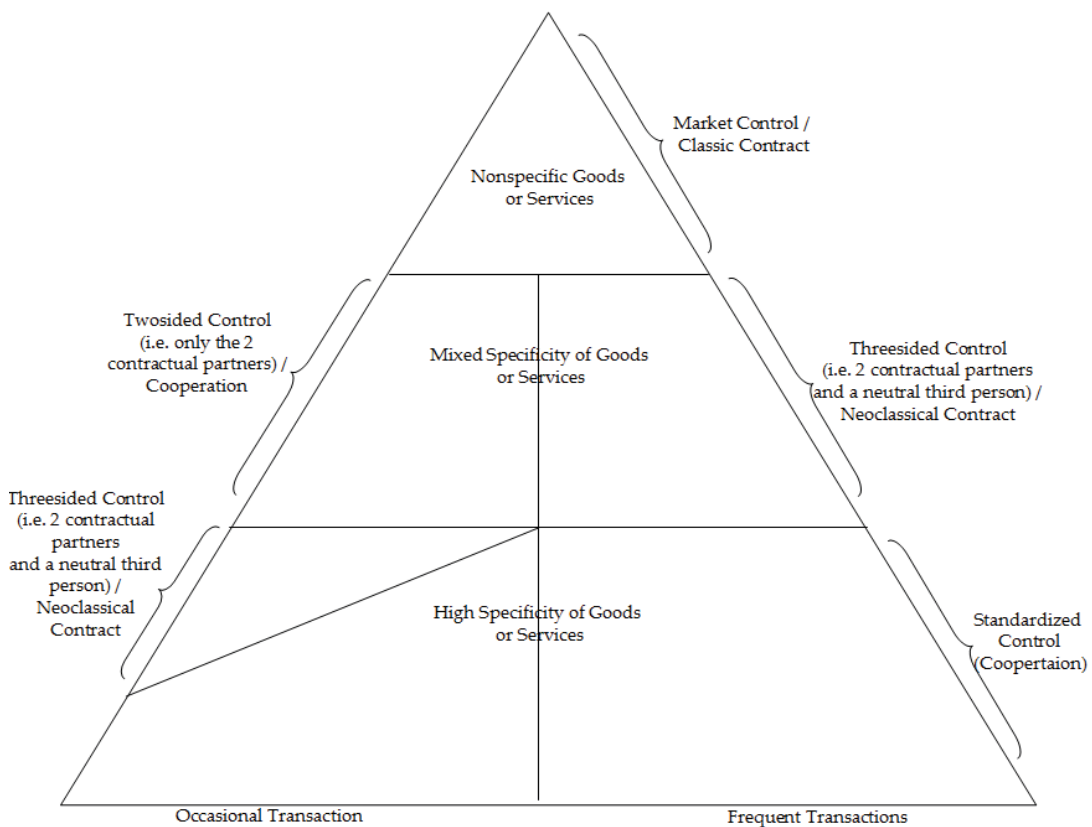 Market Control /
Classic Contract
Nonspecific Goods
or Services
Twosided Control
(i.e. only the 2
contractual partners) /
Cooperation
Mixed Specificity of Goods
or Services
Threesided Control
(i.e. 2 contractual partners
and a neutral third person) /
Neoclassical Contract
Threesided Control
(i.e. 2 contractual
partners
and a neutral third
person) /
Neoclassical
Contract
High Specificity of Goods
or Services
Standardized
Control
(Coopertaion)
Occasional Transaction
Frequent Transactions